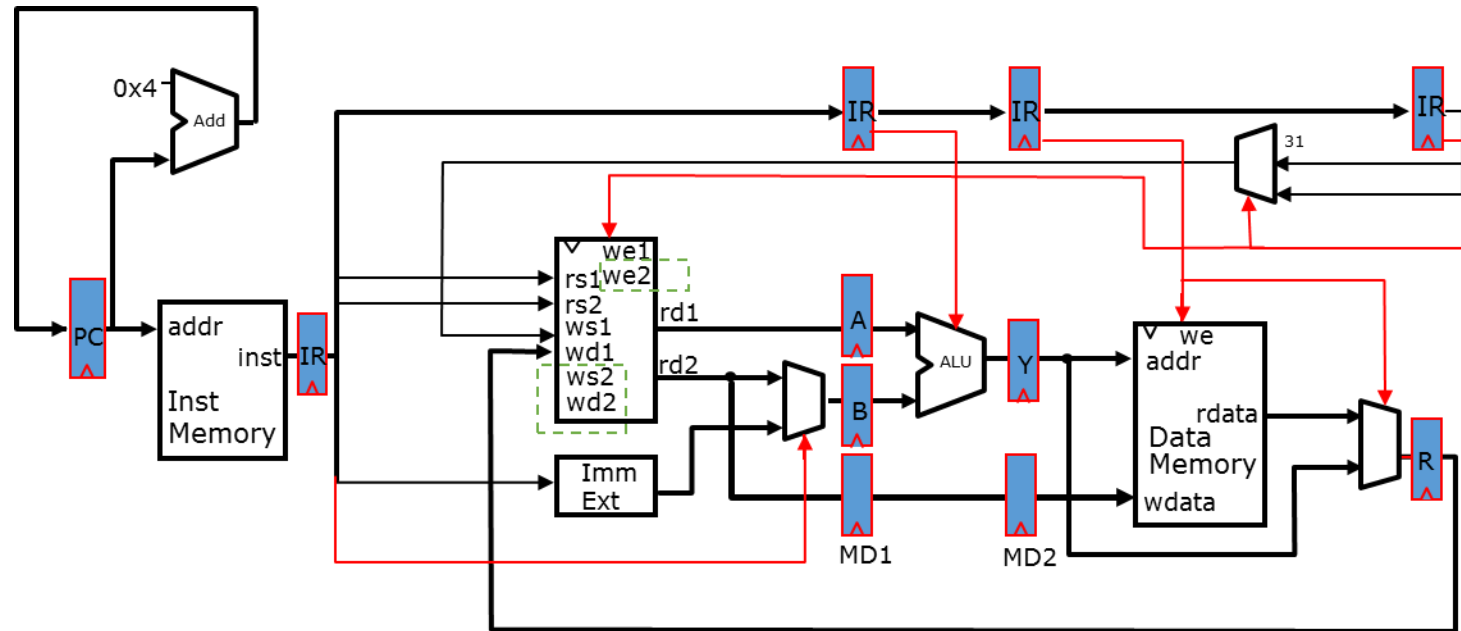 0x4
Add
PC
addr
inst
Inst
Memory
IR
IR
IR
IR
31
we1
we2
rs1
rs2
ws1
wd1
ws2
wd2
rd1
rd2
Imm
Ext
A
B
MD1
ALU
Y
MD2
we
addr
rdata
Data
Memory
wdata
R